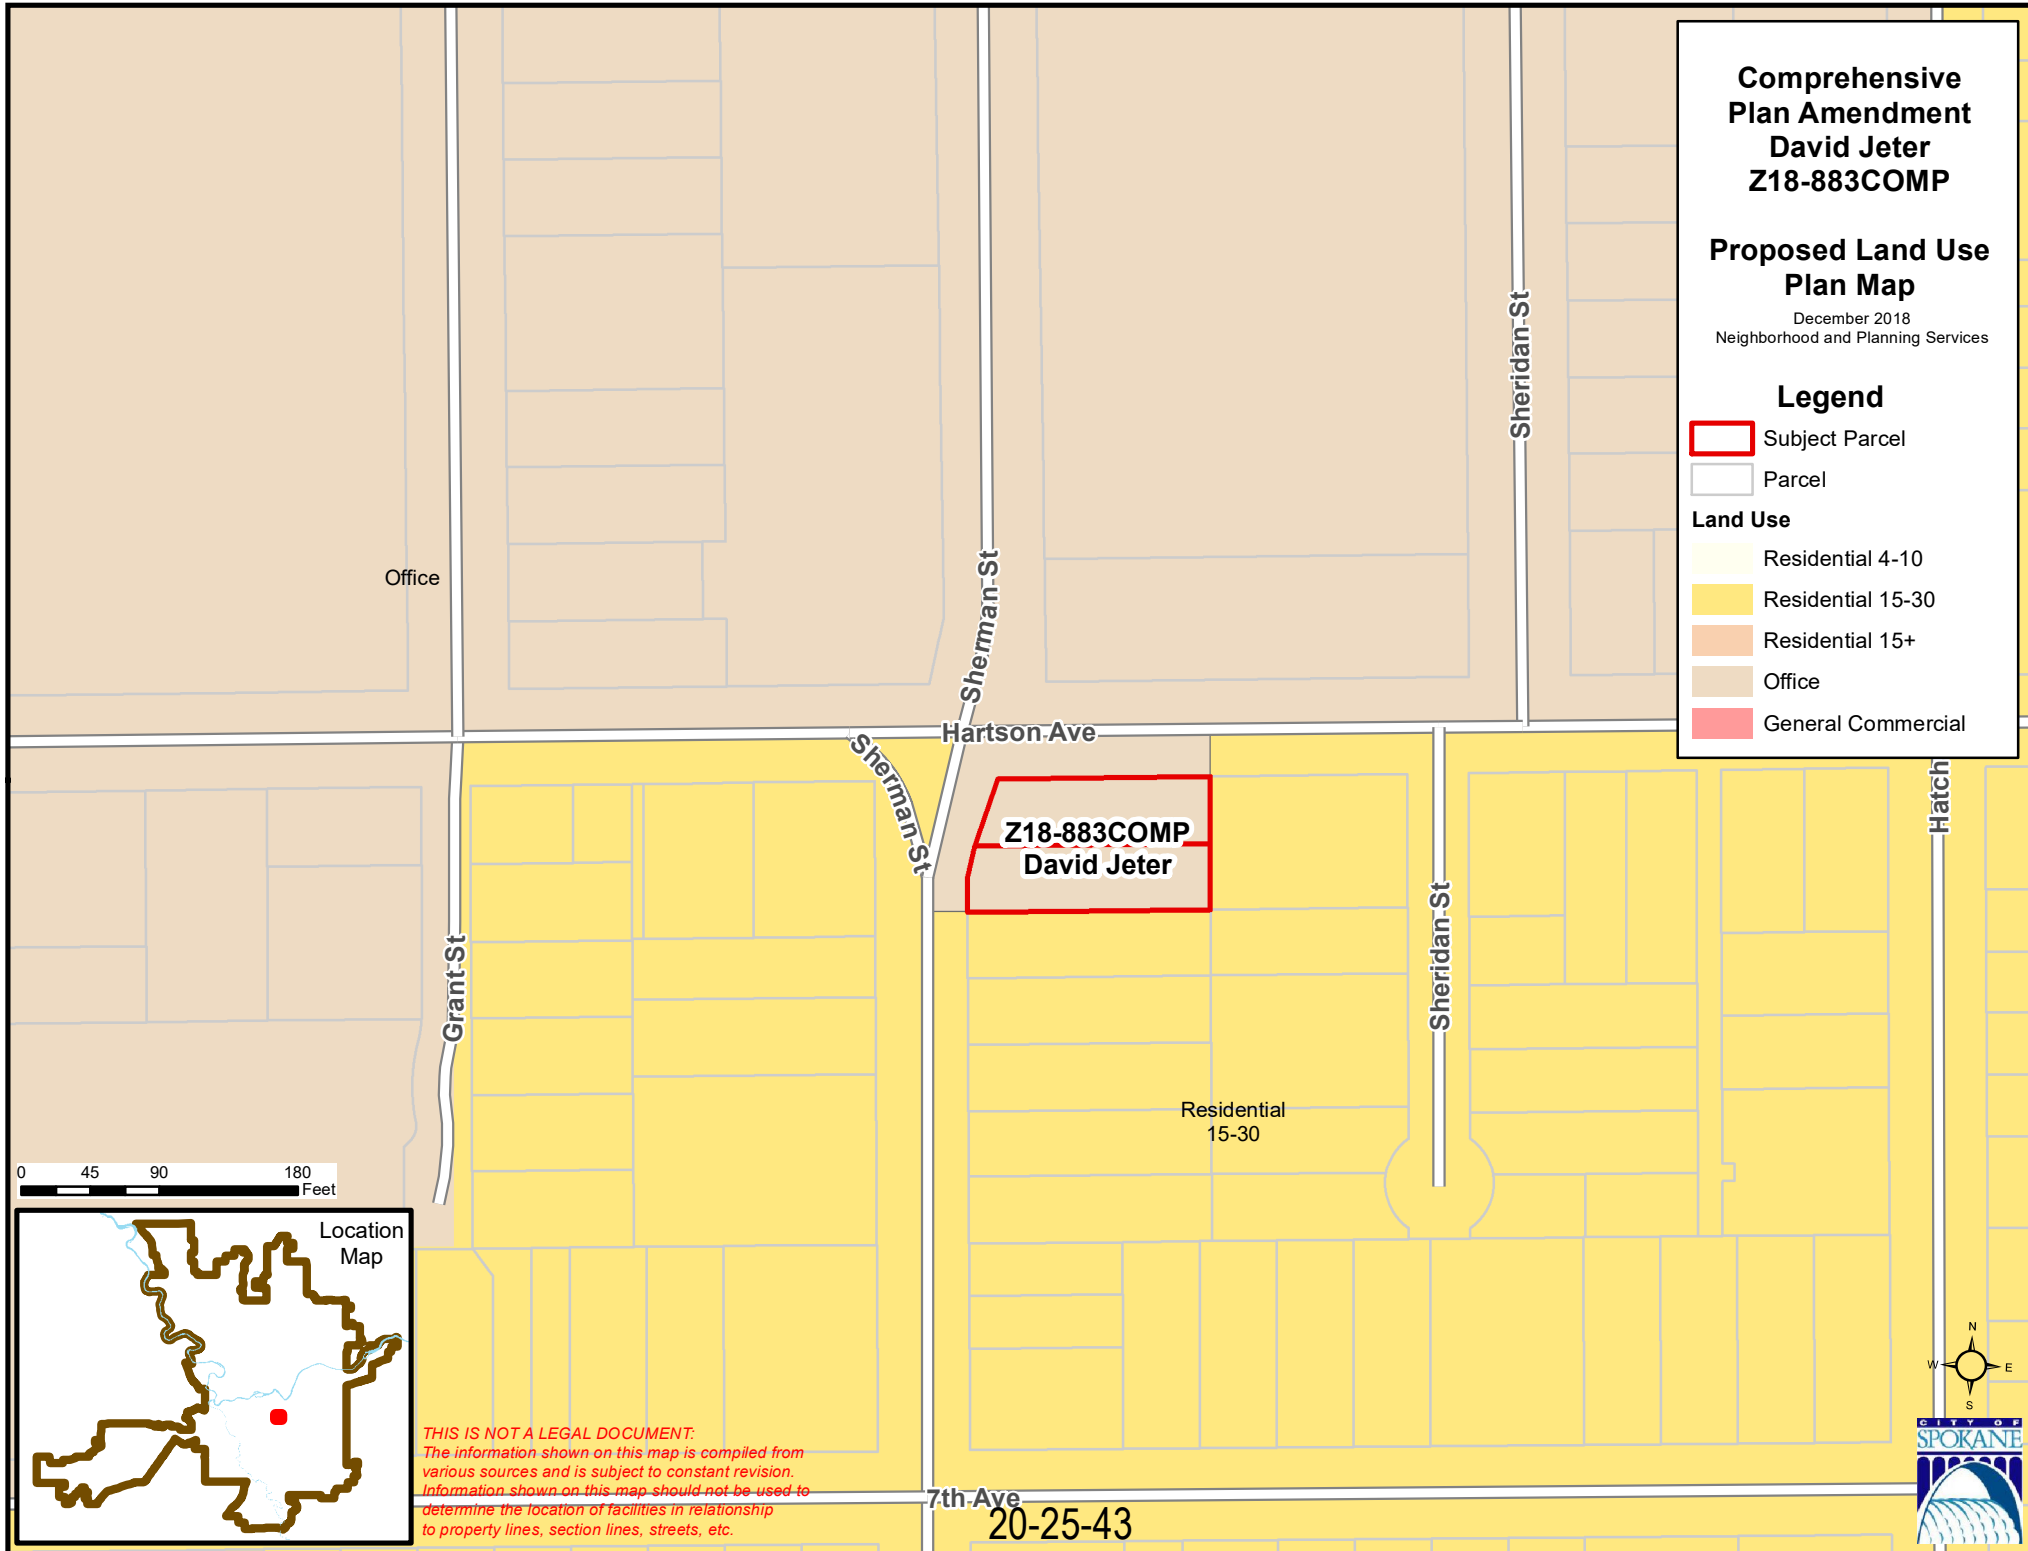 Comprehensive
Plan Amendment
David Jeter
Z18-883COMP
Proposed Land Use
Plan Map
December 2018
Neighborhood and Planning Services
Legend
Subject Parcel
Parcel
Land Use
Residential 4-10
Residential 15-30
Residential 15+
Office
General Commercial
Sheridan St
Sherman St
Office
Hartson Ave
Sherman St
Z18-883COMP
David Jeter
Hatch
Grant St
Sheridan St
Residential
15-30
0 45 90 180
Feet
Location
Map
N
W E
S
THIS IS NOT A LEGAL DOCUMENT:
The information shown on this map is compiled from
various sources and is subject to constant revision.
Information shown on this map should not be used to
determine the location of facilities in relationship
to property lines, section lines, streets, etc.
7th Ave
20-25-43
CITY OF
SPOKANE